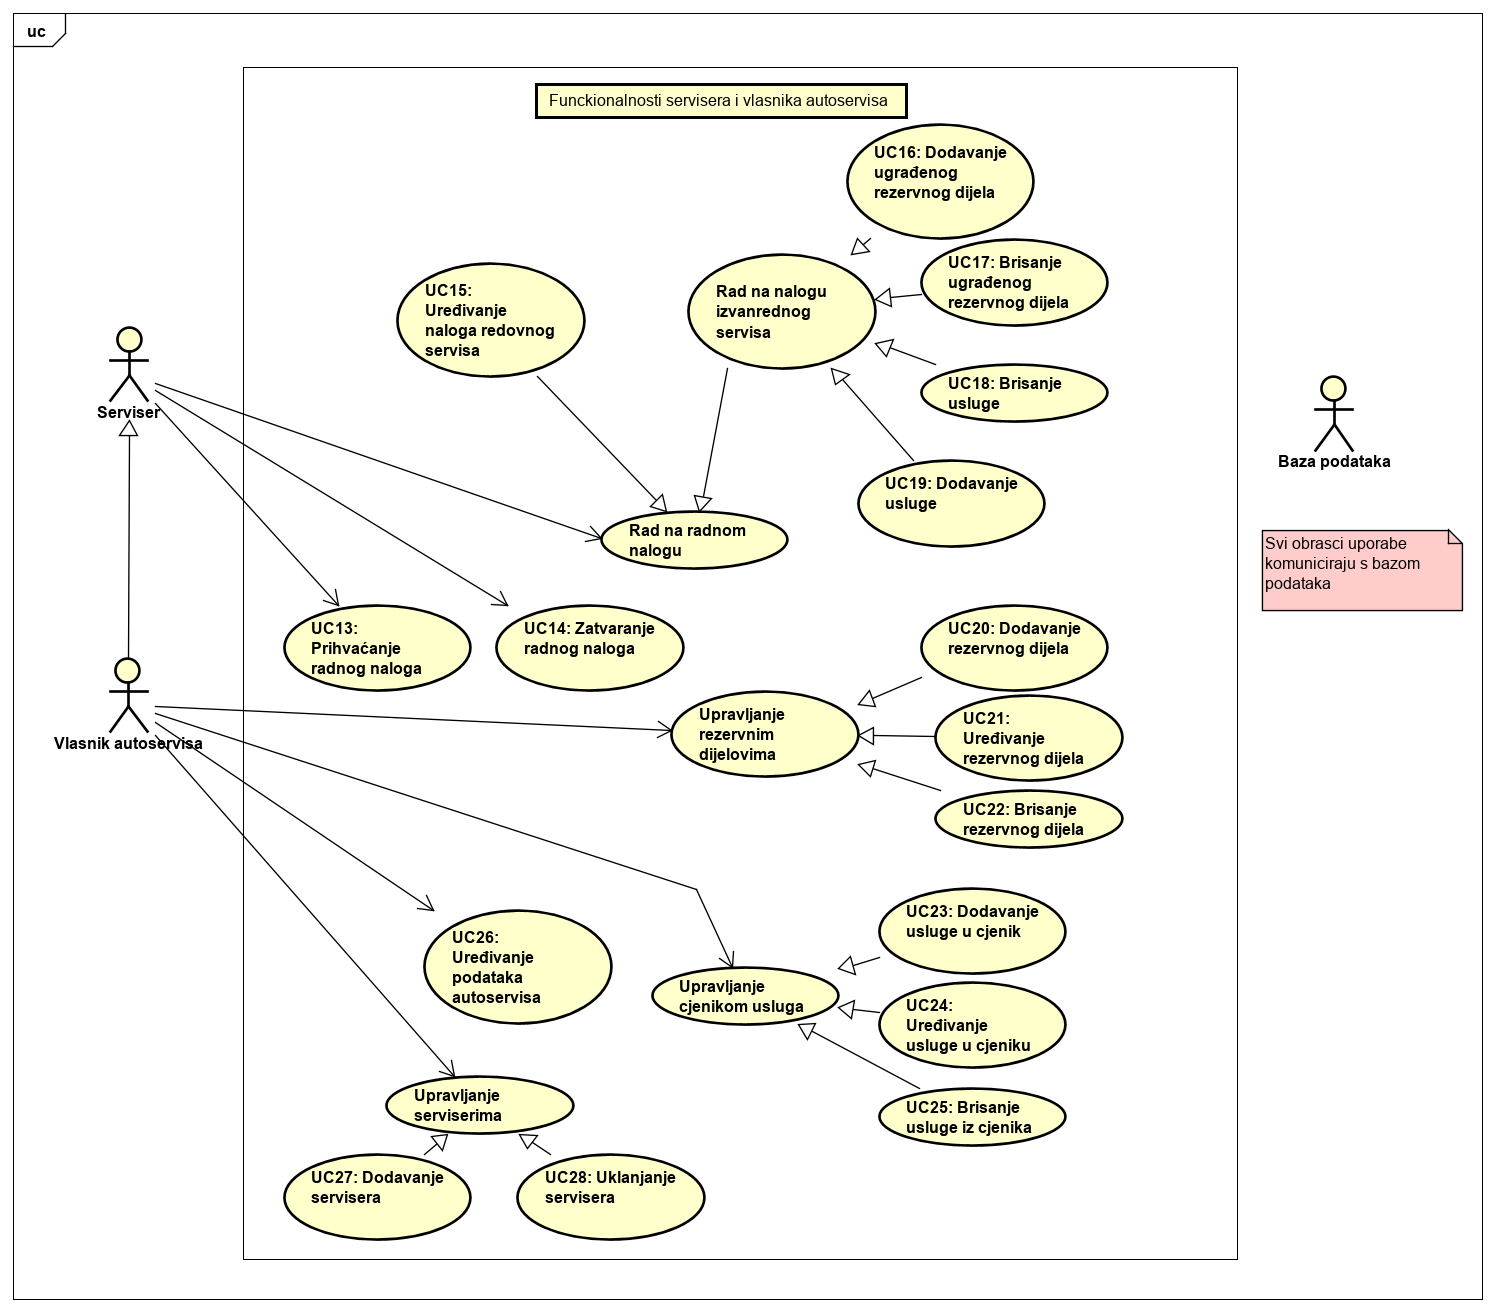 uc
Funckionalnosti servisera i vlasnika autoservisa
UC16: Dodavanje
ugrađenog
rezervnog dijela
UC17: Brisanje
ugrađenog
rezervnog dijela
UC15:
Uređivanje
naloga redovnog
servisa
Rad na nalogu
izvanrednog
servisa
UC18: Brisanje
usluge
Serviser
Baza podataka
UC19: Dodavanje
usluge
Rad na radnom
nalogu
Svi obrasci uporabe
komuniciraju s bazom
podataka
UC13:
Prihvaćanje
radnog naloga
UC14: Zatvaranje
radnog naloga
UC20: Dodavanje
rezervnog dijela
Vlasnik autoservisa
Upravljanje
rezervnim
dijelovima
UC21:
Uređivanje
rezervnog dijela
UC22: Brisanje
rezervnog dijela
UC23: Dodavanje
usluge u cjenik
UC26:
Uređivanje
podataka
autoservisa
Upravljanje
cjenikom usluga
UC24:
Uređivanje
usluge u cjeniku
Upravljanje
serviserima
UC25: Brisanje
usluge iz cjenika
UC27: Dodavanje
servisera
UC28: Uklanjanje
servisera